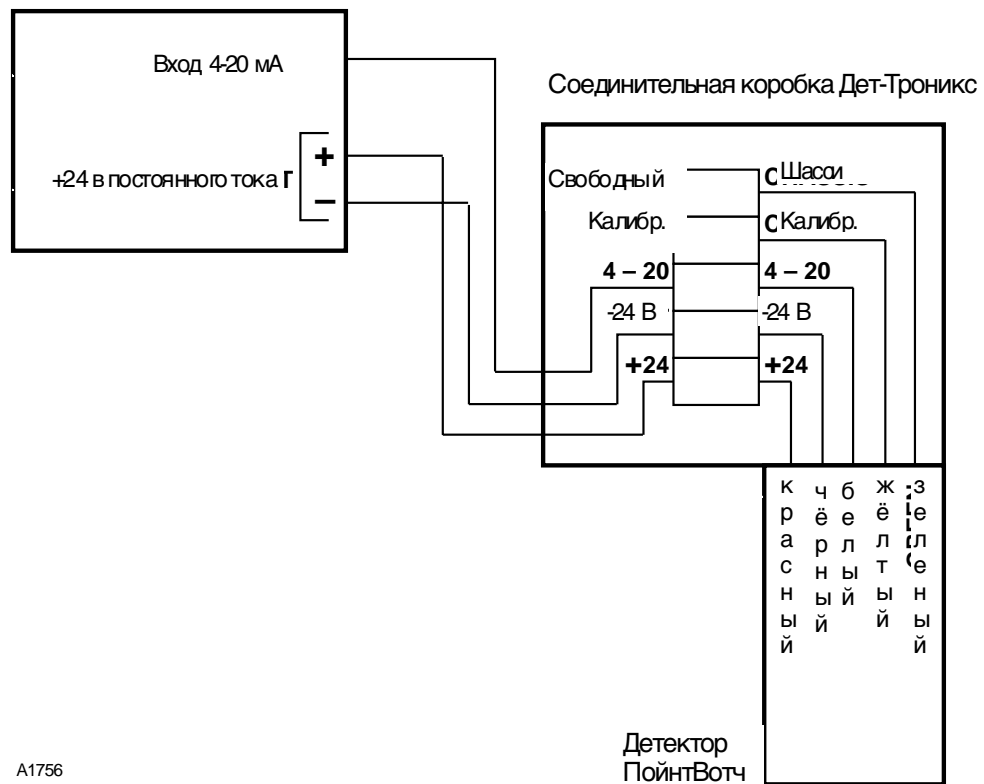 Вход 4-20 мА
+24 в постоянного тока
+
–
Соединительная коробка Дет-Троникс
Свободный
Шасси
Калибр.
Калибр.
4 – 20
4 – 20
-24 В
-24 В
+24
+24
красный
чёрный
белый
жёлтый
зеленый
Детектор
ПойнтВотч
A1756